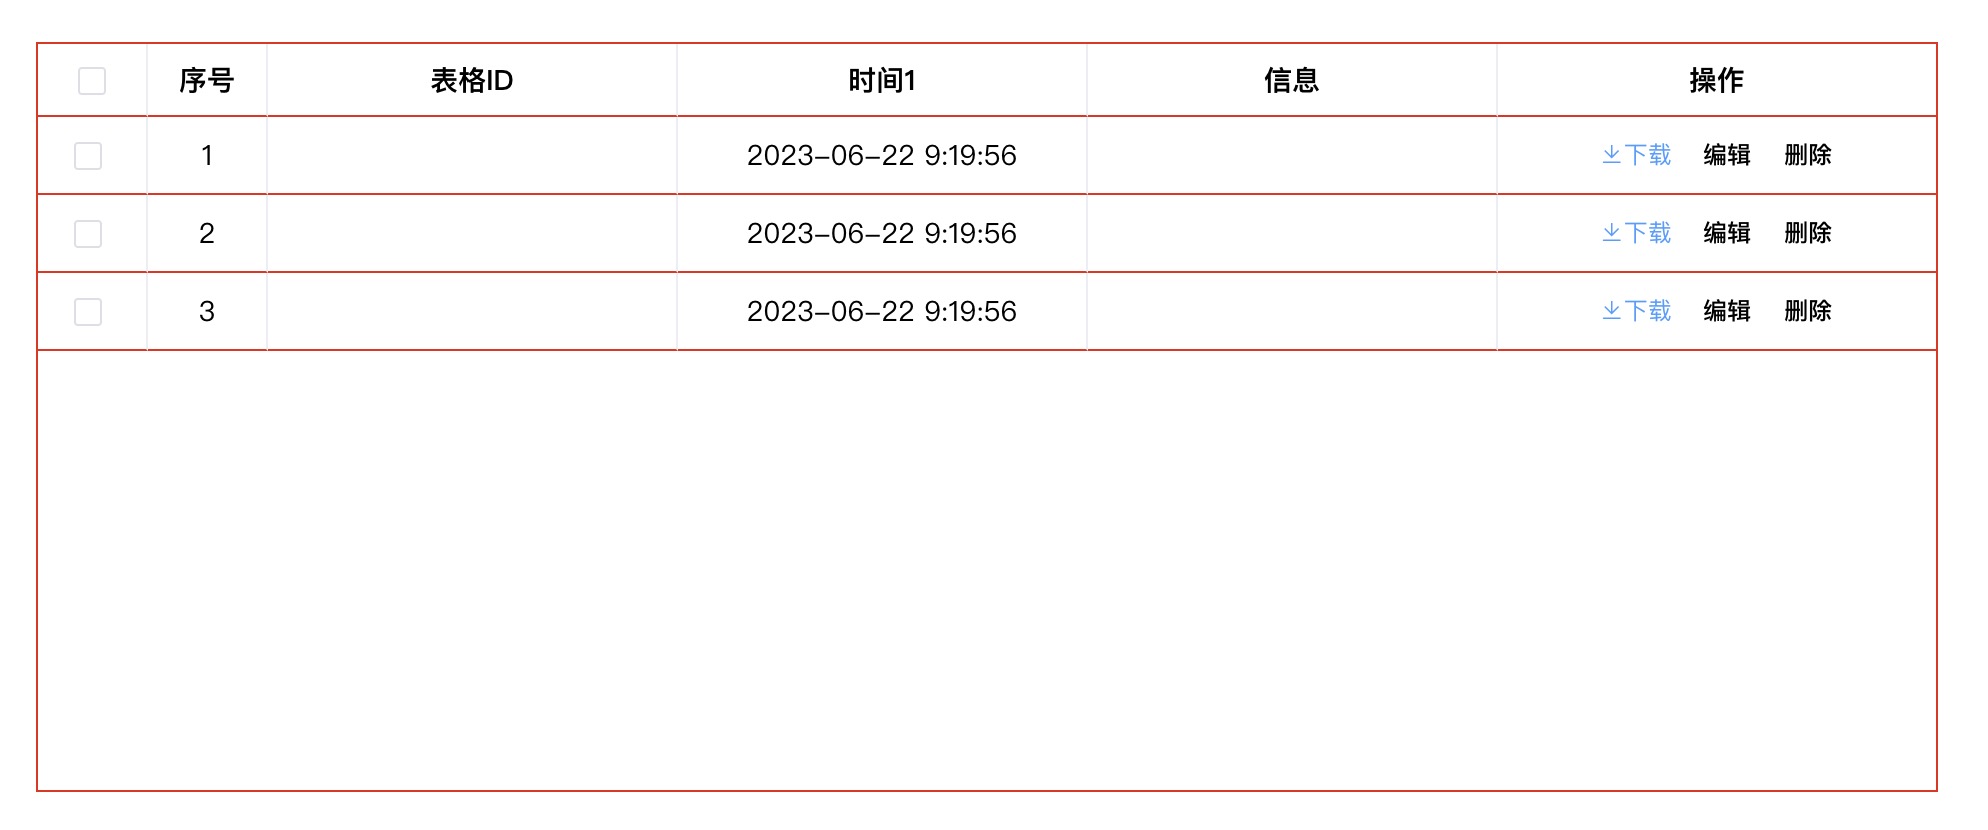 序号 表格ID 时间1 信息 操作
1 2023-06-22 9:19:56 下载 编辑 删除
2 2023-06-22 9:19:56 下载 编辑 删除
3 2023-06-22 9:19:56 下载 编辑 删除